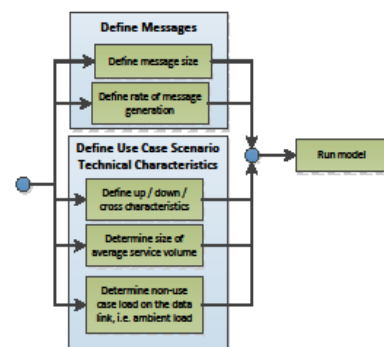 Define Messages
Define message size
Define rate of message
generation
Define Use Case Scenario
Technical Characteristics
Define up / down /
cross characteristics
Determine size of
average service volume
Determine non-use
case load on the data
link, i.e. ambient load
Run model